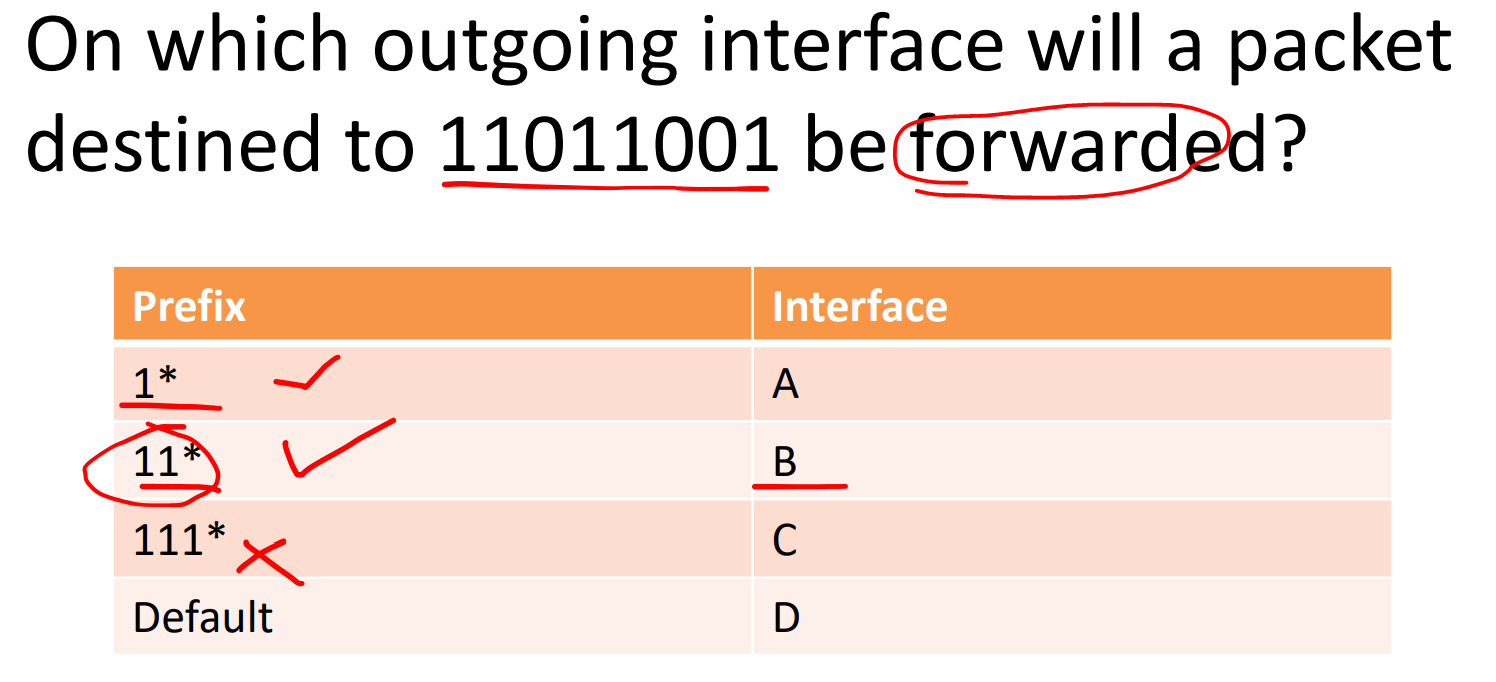 On which outgoing interface will a packet
destined to 11011001 be forwarded?
Prefix Interface
1* A
11* B
111* C
Default D